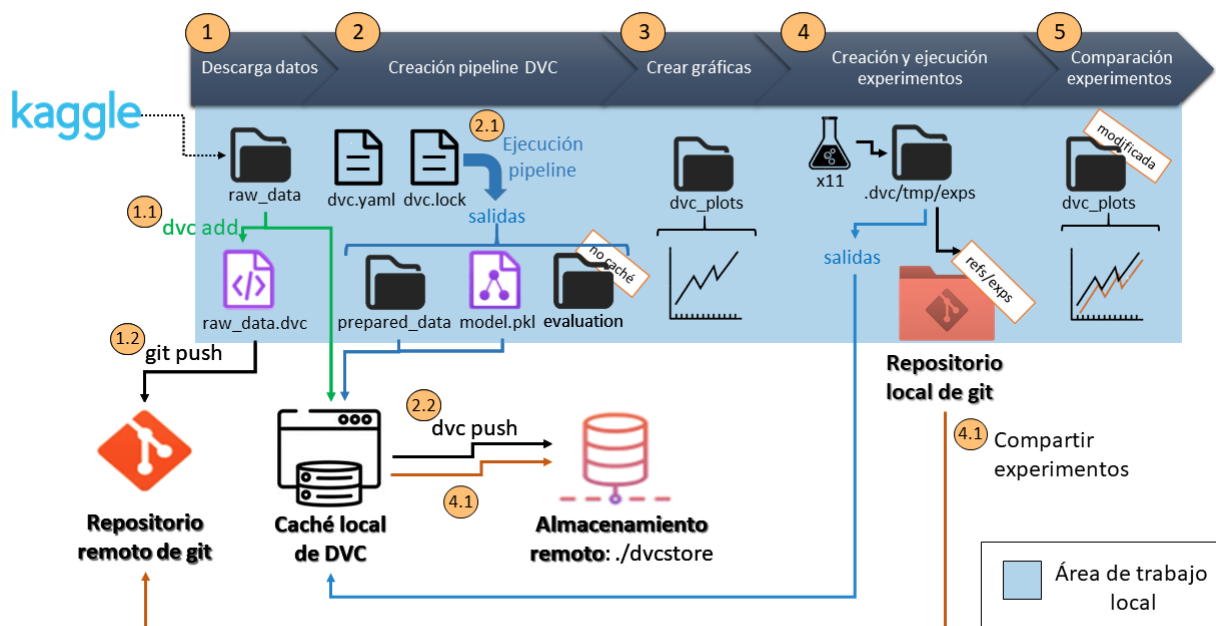 1
2
3
4
5
Descarga datos
Creación pipeline DVC
Crear gráficas
Creación y ejecución
experimentos
Comparación
experimentos
kaggle
raw_data
dvc.yaml
dvc.lock
2.1
Ejecución
pipeline
salidas
dvc_plots
x11
.dvc/tmp/exps
modificada
dvc_plots
1.1
dvc add
raw_data.dvc
prepared_data
model.pkl
no caché
evaluation
salidas
refs/exps
1.2
git push
Repositorio
local de git
2.2
dvc push
4.1
4.1
Compartir
experimentos
Repositorio
remoto de git
Caché local
de DVC
Almacenamiento
remoto: ./dvcstore
Área de trabajo
local